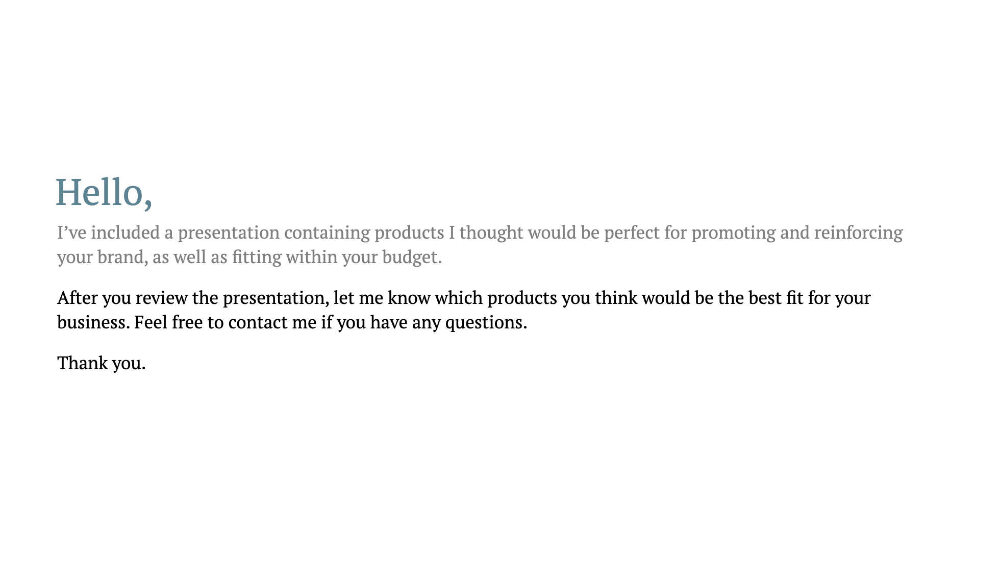 Hello,
I’ve included a presentation containing products I thought would be perfect for promoting and reinforcing
your brand, as well as fitting within your budget.
After you review the presentation, let me know which products you think would be the best fit for your
business. Feel free to contact me if you have any questions.
Thank you.